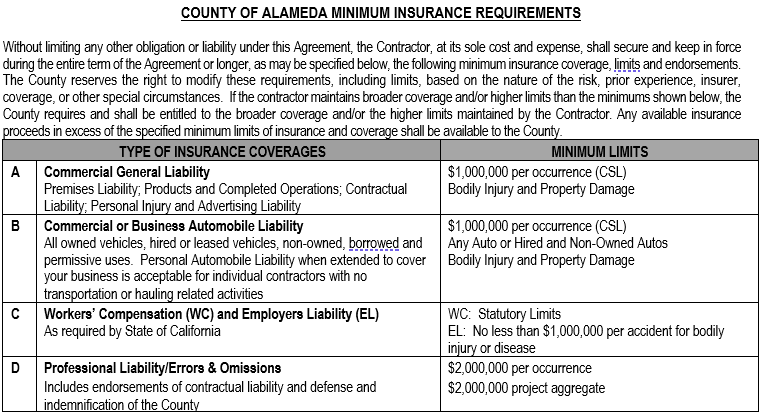 COUNTY OF ALAMEDA MINIMUM INSURANCE REQUIREMENTS
Without limiting any other obligation or liability under this Agreement, the Contractor, at its sole cost and expense, shall secure and keep in force
during the entire term of the Agreement or longer, as may be specified below, the following minimum insurance coverage, limits and endorsements.
The County reserves the right to modify these requirements, including limits, based on the nature of the risk, prior experience, insurer,
coverage, or other special circumstances. If the contractor maintains broader coverage and/or higher limits than the minimums shown below, the
County requires and shall be entitled to the broader coverage and/or the higher limits maintained by the Contractor. Any available insurance
proceeds in excess of the specified minimum limits of insurance and coverage shall be available to the County.
TYPE OF INSURANCE COVERAGES
MINIMUM LIMITS
A
Commercial General Liability
Premises Liability; Products and Completed Operations; Contractual
Liability; Personal Injury and Advertising Liability
$1,000,000 per occurrence (CSL)
Bodily Injury and Property Damage
B
Commercial or Business Automobile Liability
All owned vehicles, hired or leased vehicles, non-owned, borrowed and
permissive uses. Personal Automobile Liability when extended to cover
your business is acceptable for individual contractors with no
transportation or hauling related activities
$1,000,000 per occurrence (CSL)
Any Auto or Hired and Non-Owned Autos
Bodily Injury and Property Damage
C
Workers' Compensation (WC) and Employers Liability (EL)
As required by State of California
WC: Statutory Limits
EL: No less than $1,000,000 per accident for bodily
injury or disease
D
Professional Liability/Errors & Omissions
Includes endorsements of contractual liability and defense and
indemnification of the County
$2,000,000 per occurrence
$2,000,000 project aggregate